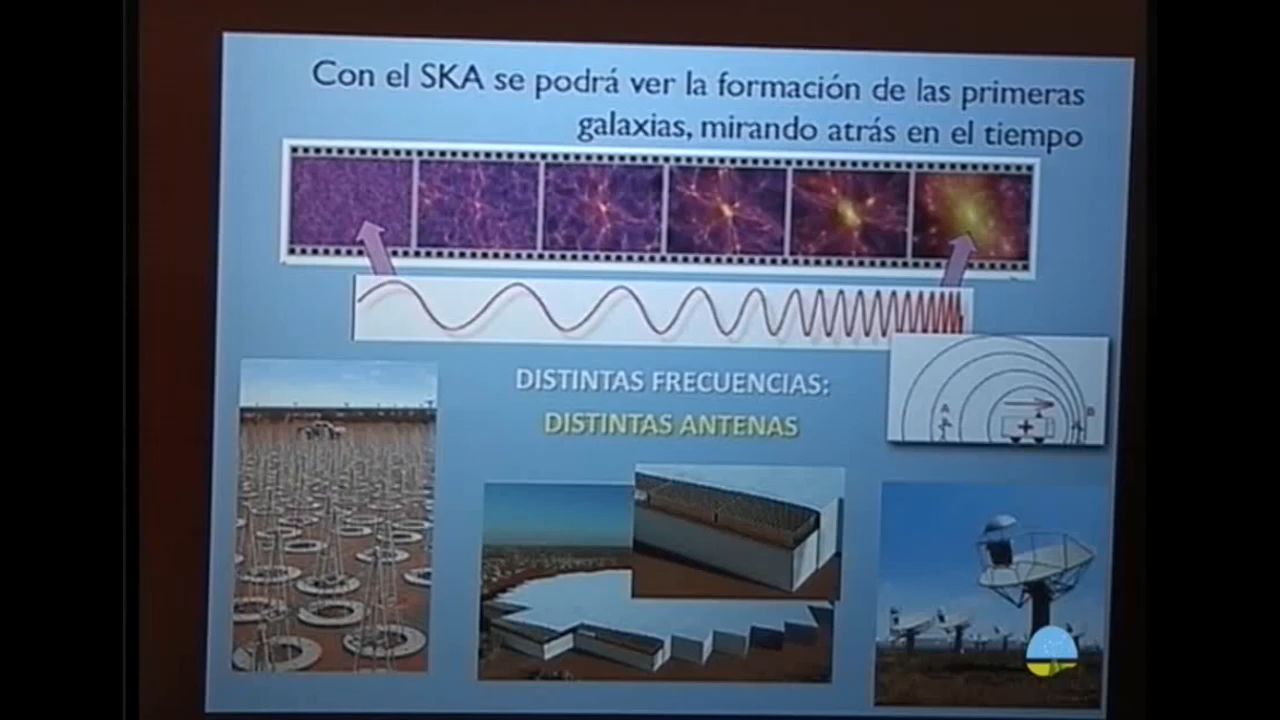 Con el SKA se podrá ver la formación de las primeras
galaxias, mirando atrás en el tiempo
DISTINTAS FRECUENCIAS:
DISTINTAS ANTENAS
A
B